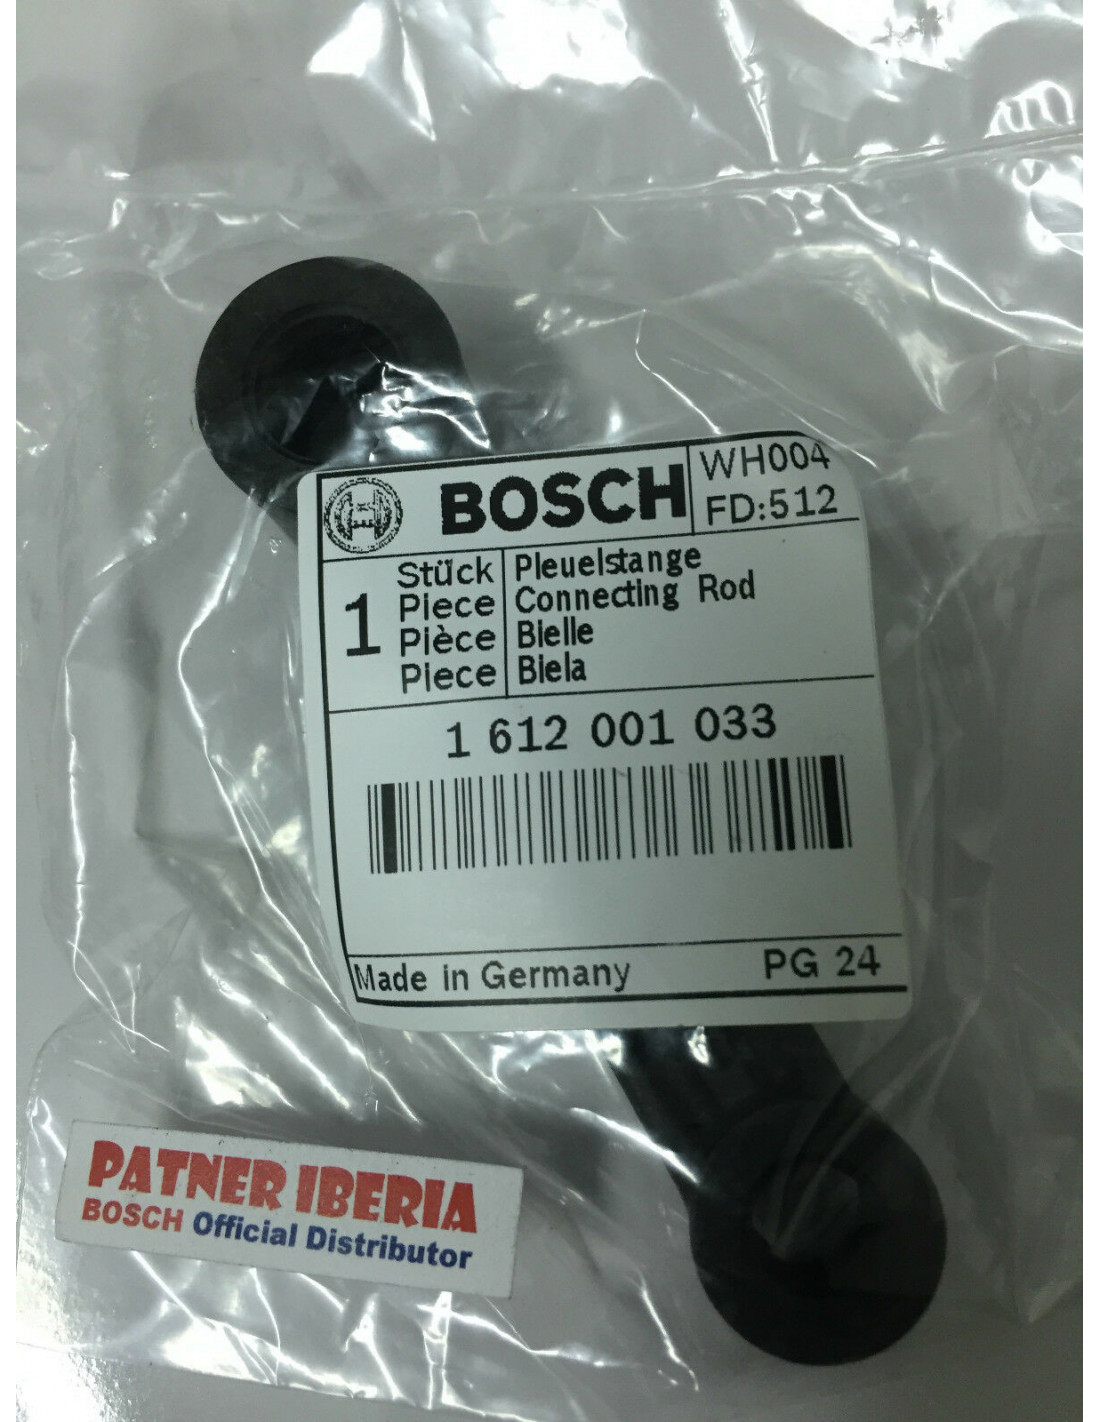 BOSCH
WH004
FD:512
1
Stück
Piece
Pièce
Piece
Pleuelstange
Connecting Rod
Bielle
Biela
1 612 001 033
Made in Germany
PG 24
PATNER IBERIA
BOSCH Official Distributor